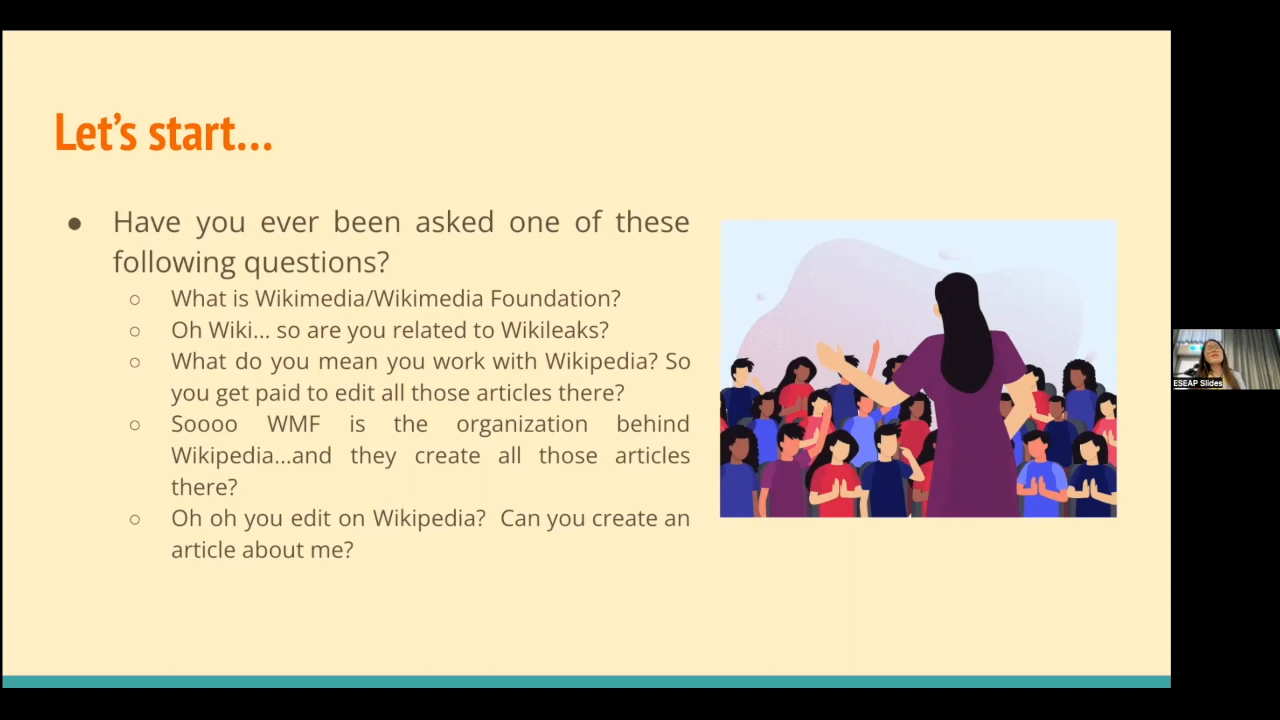 Let's start...
● Have you ever been asked one of these
following questions?
○ What is Wikimedia/Wikimedia Foundation?
○ Oh Wiki... so are you related to Wikileaks?
○ What do you mean you work with Wikipedia? So
you get paid to edit all those articles there?
○ Soooo WMF is the organization behind
Wikipedia...and they create all those articles
there?
○ Oh oh you edit on Wikipedia?  Can you create an
article about me?
ESEAP Slides